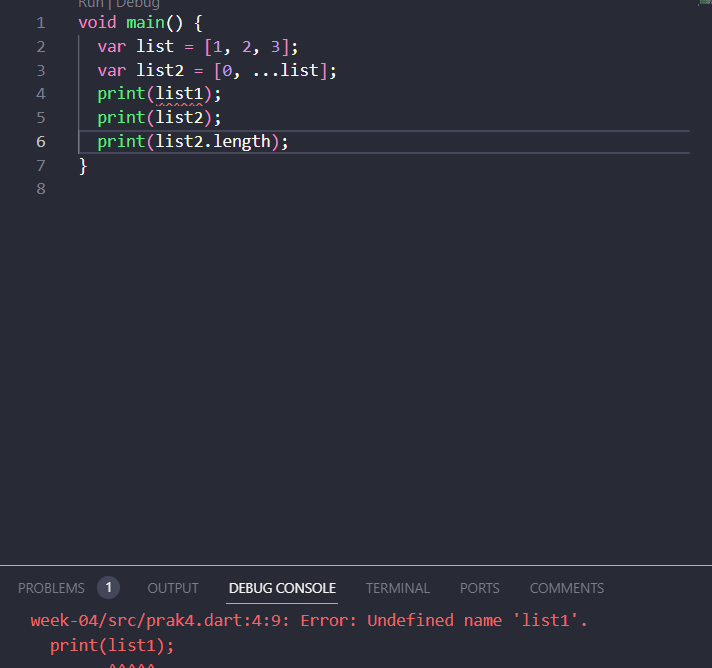 Run | Debug
1 void main() {
2   var list = [1, 2, 3];
3   var list2 = [0, ...list];
4   print(list1);
5   print(list2);
6   print(list2.length);
7 }
8
PROBLEMS 1 OUTPUT DEBUG CONSOLE TERMINAL PORTS COMMENTS
week-04/src/prak4.dart:4:9: Error: Undefined name 'list1'.
  print(list1);
        ^^^^^